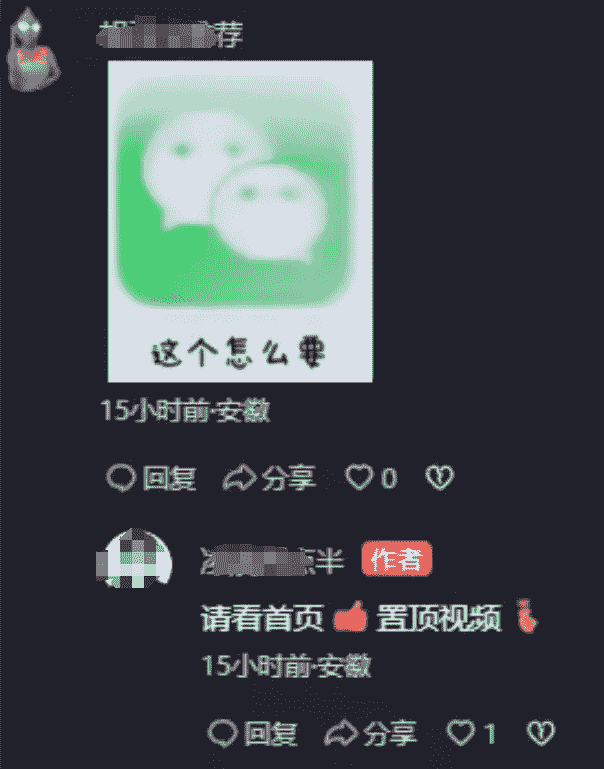 荐
这个怎么要
15小时前·安徽
回复 分享 0
半 作者
请看首页 置顶视频
15小时前·安徽
回复 分享 1